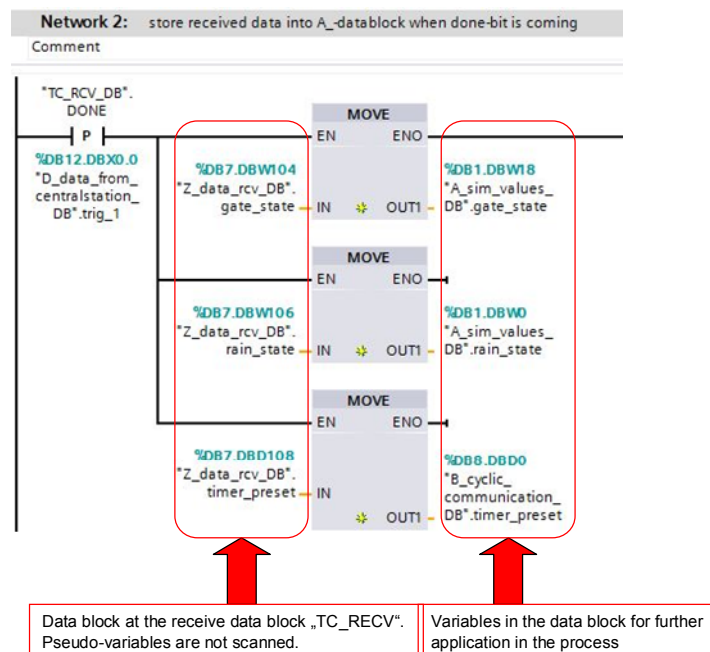 Network 2: store received data into A_-datablock when done-bit is coming
Comment
"TC_RCV_DB".
DONE
P
%DB12.DBX0.0
"D_data_from_
centralstation_
DB".trig_1
MOVE
EN ENO
%DB7.DBW104
"Z_data_rcv_DB".
gate_state
IN OUT1
%DB1.DBW18
"A_sim_values_
DB".gate_state
MOVE
EN ENO
%DB7.DBW106
"Z_data_rcv_DB".
rain_state
IN OUT1
%DB1.DBW0
"A_sim_values_
DB".rain_state
MOVE
EN ENO
%DB7.DBD108
"Z_data_rcv_DB".
timer_preset
IN
OUT1
%DB8.DBD0
"B_cyclic_
communication_
DB".timer_preset
Data block at the receive data block „TC_RECV“.
Pseudo-variables are not scanned.
Variables in the data block for further
application in the process